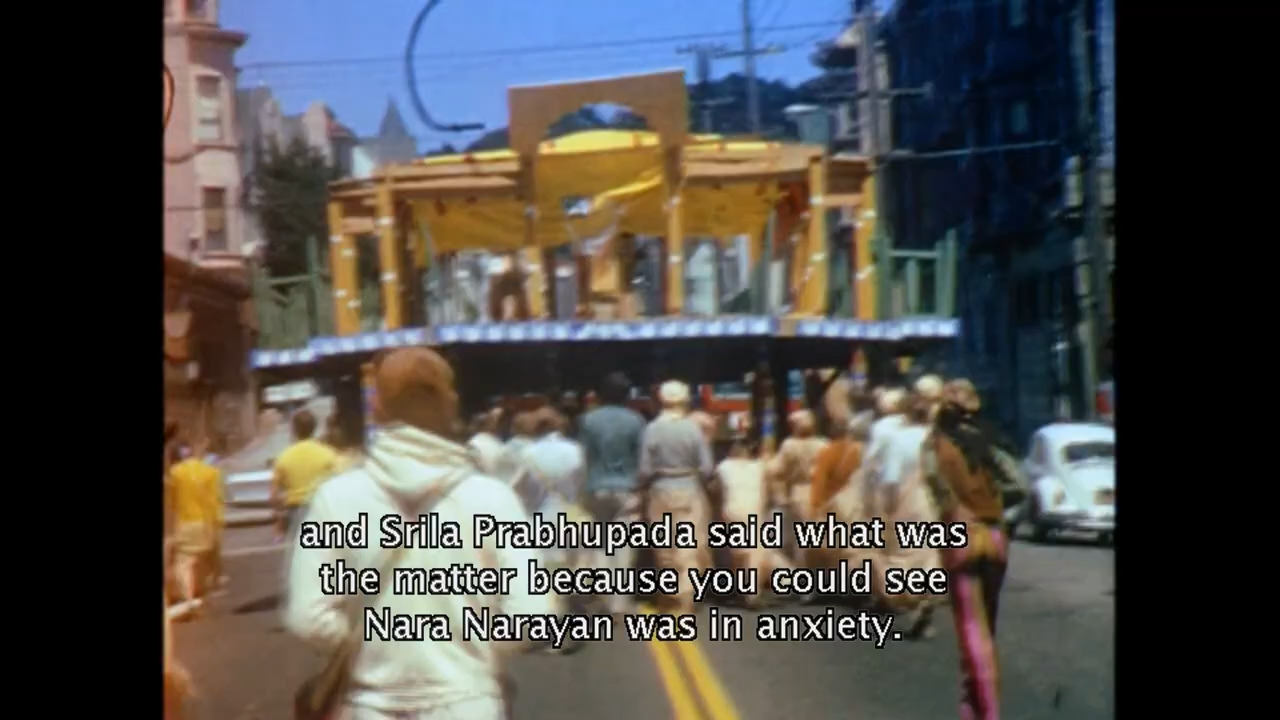 and Srila Prabhupada said what was
the matter because you could see
Nara Narayan was in anxiety.